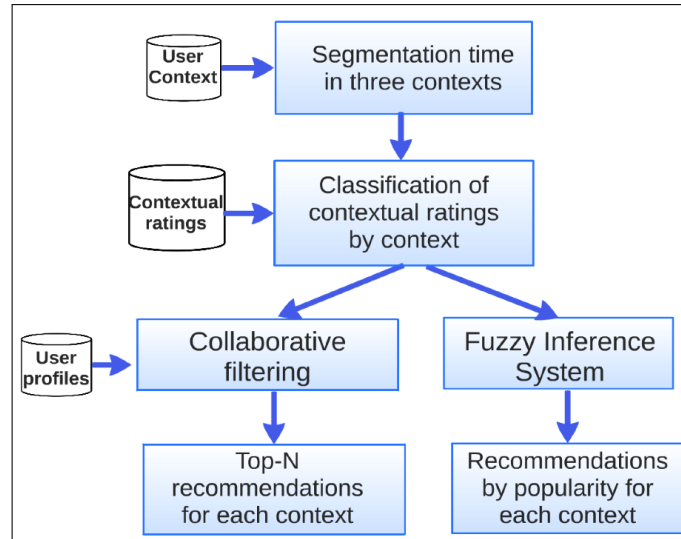 User
Context
Segmentation time
in three contexts
Contextual
ratings
Classification of
contextual ratings
by context
User
profiles
Collaborative
filtering
Fuzzy Inference
System
Top-N
recommendations
for each context
Recommendations
by popularity for
each context